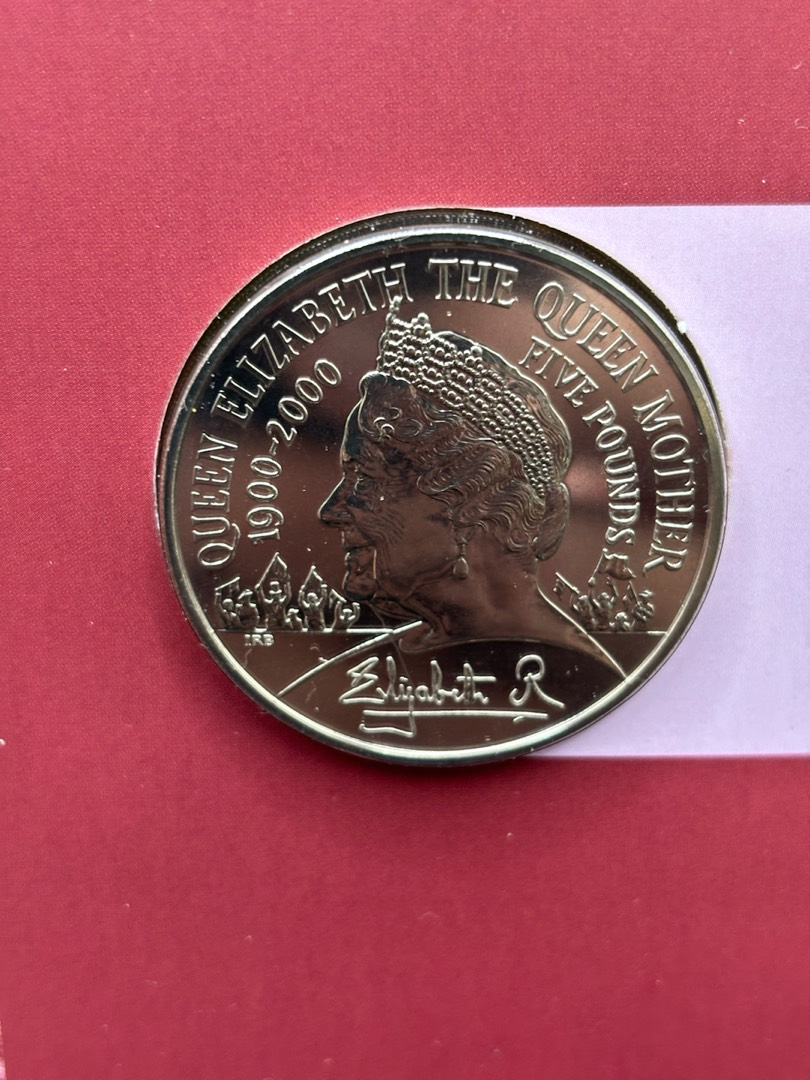 QUEEN ELIZABETH THE QUEEN MOTHER
1900-2000
FIVE POUNDS
IRB
Elizabeth R